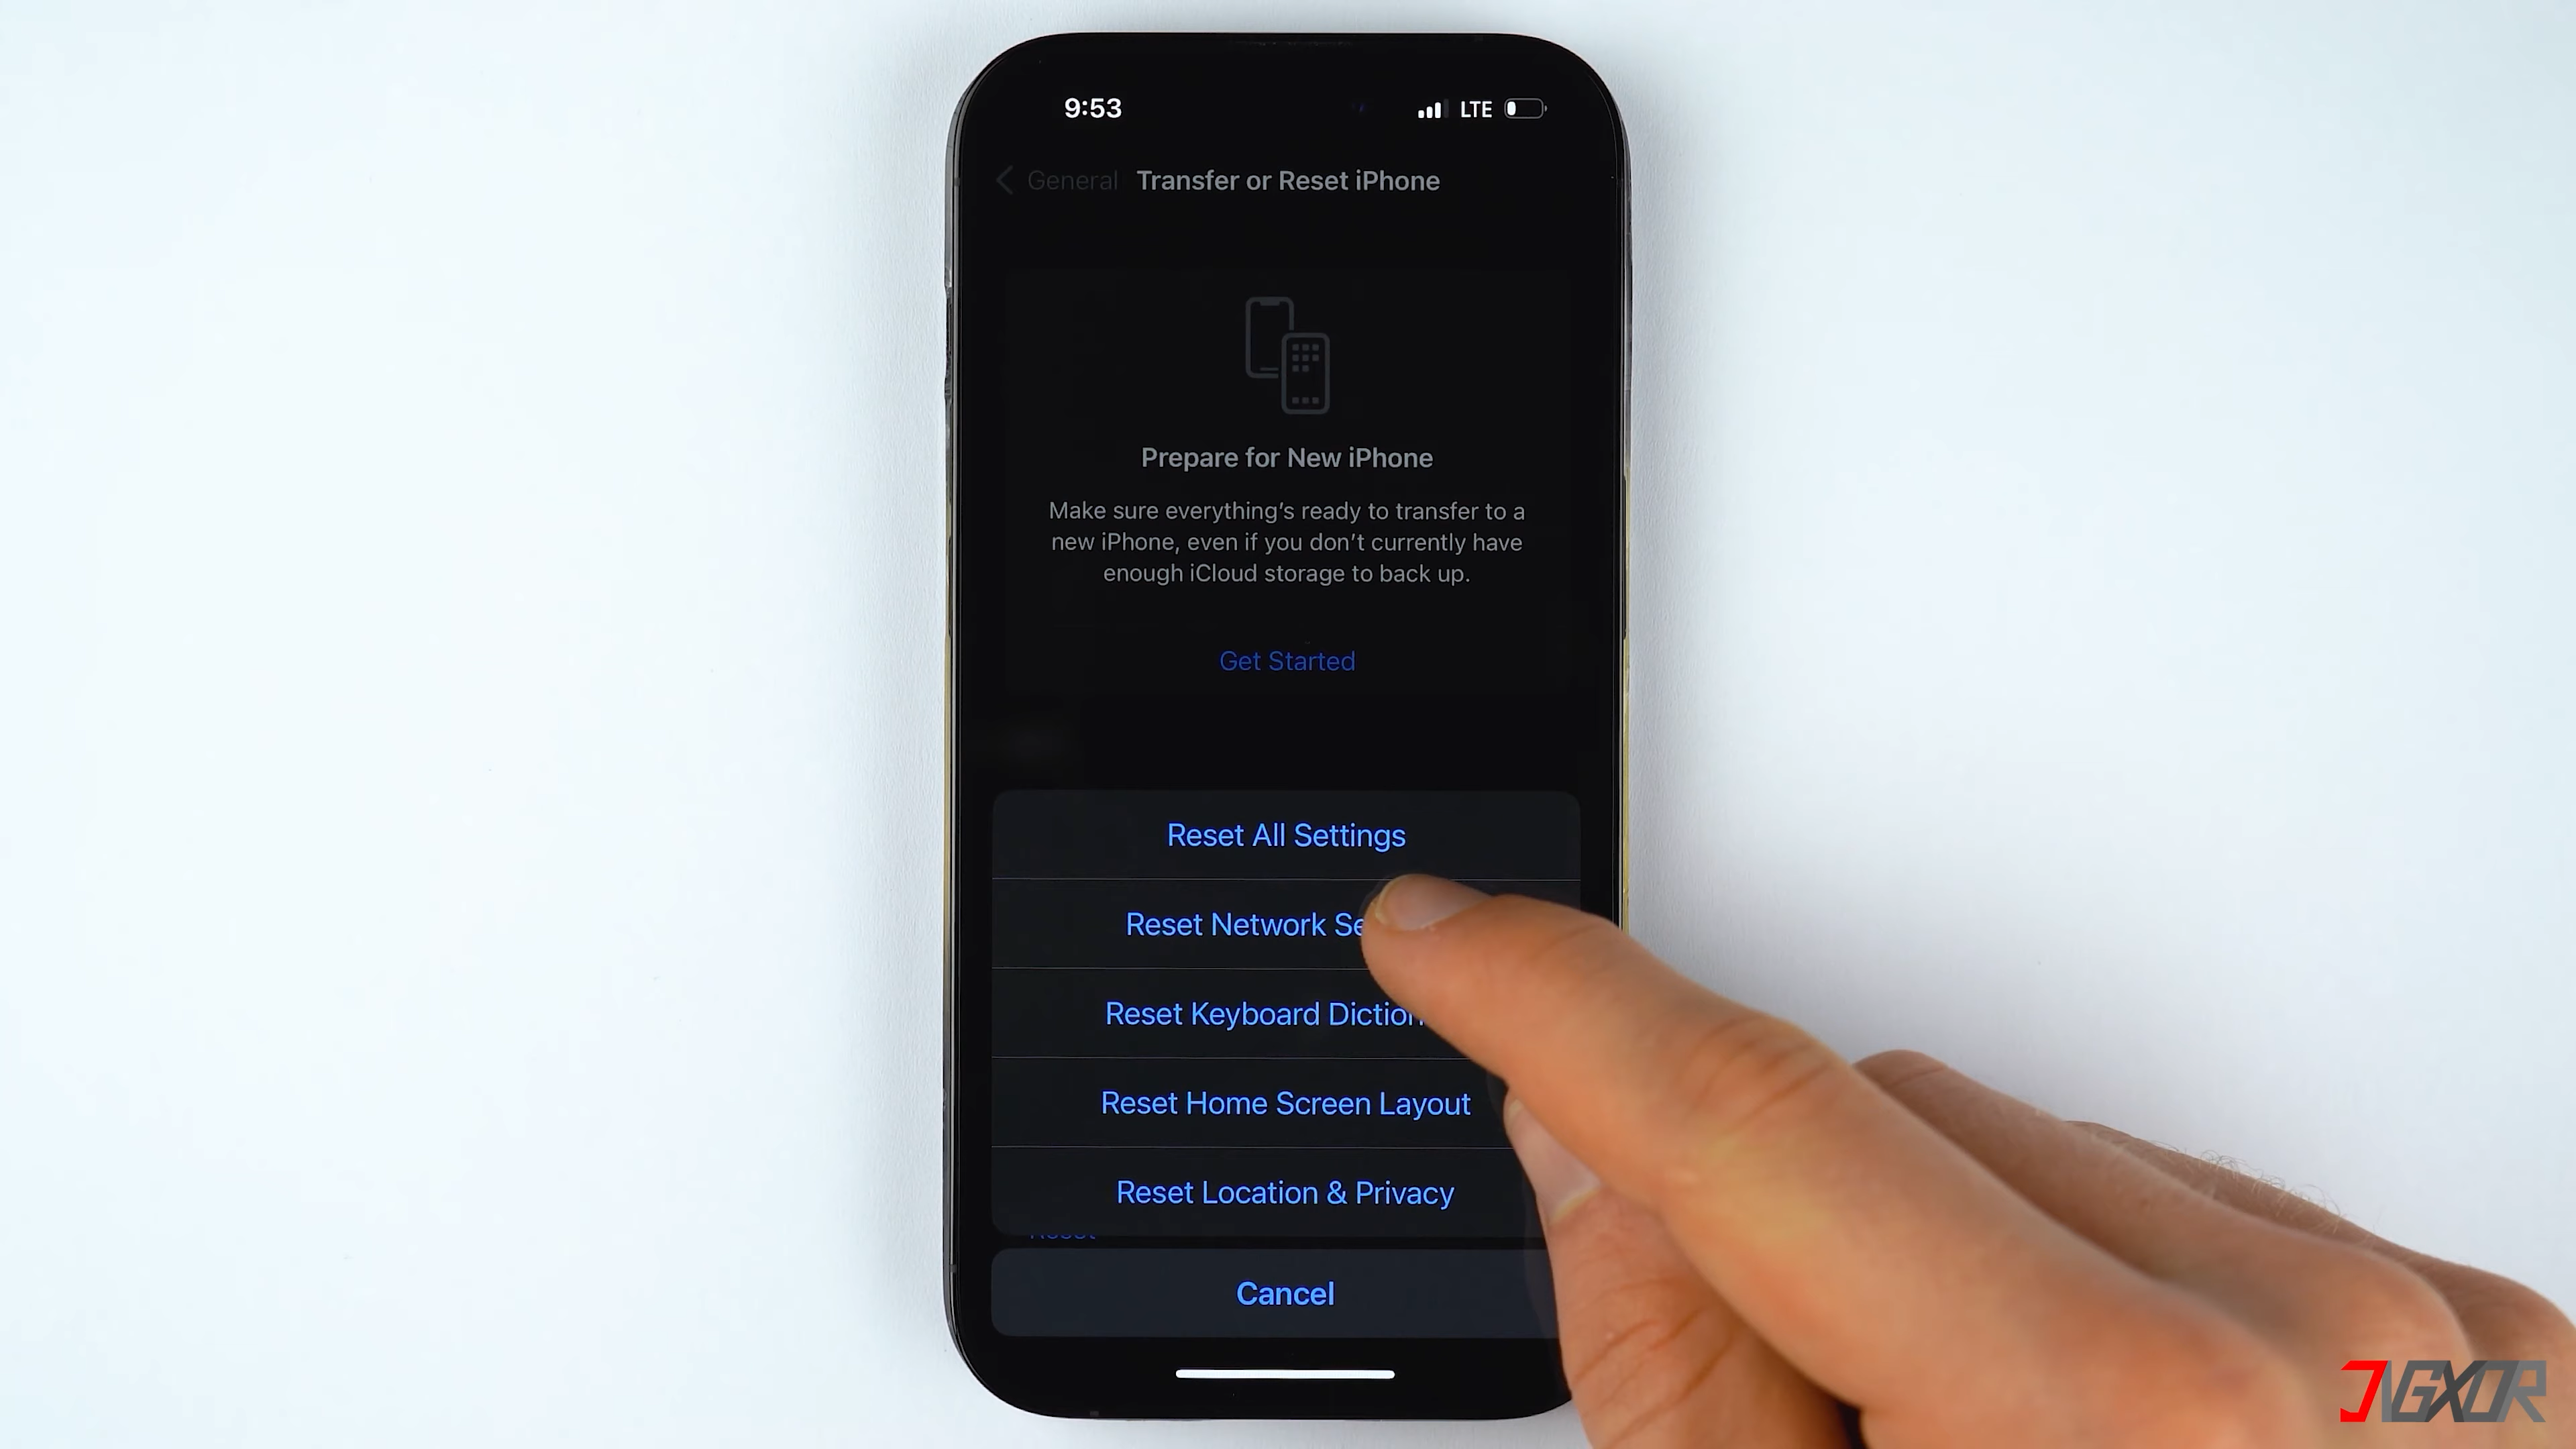 9:53
LTE
General
Transfer or Reset iPhone
Prepare for New iPhone
Make sure everything's ready to transfer to a
new iPhone, even if you don't currently have
enough iCloud storage to back up.
Get Started
Reset All Settings
Reset Network Se
Reset Keyboard Diction
Reset Home Screen Layout
Reset Location & Privacy
Reset
Cancel